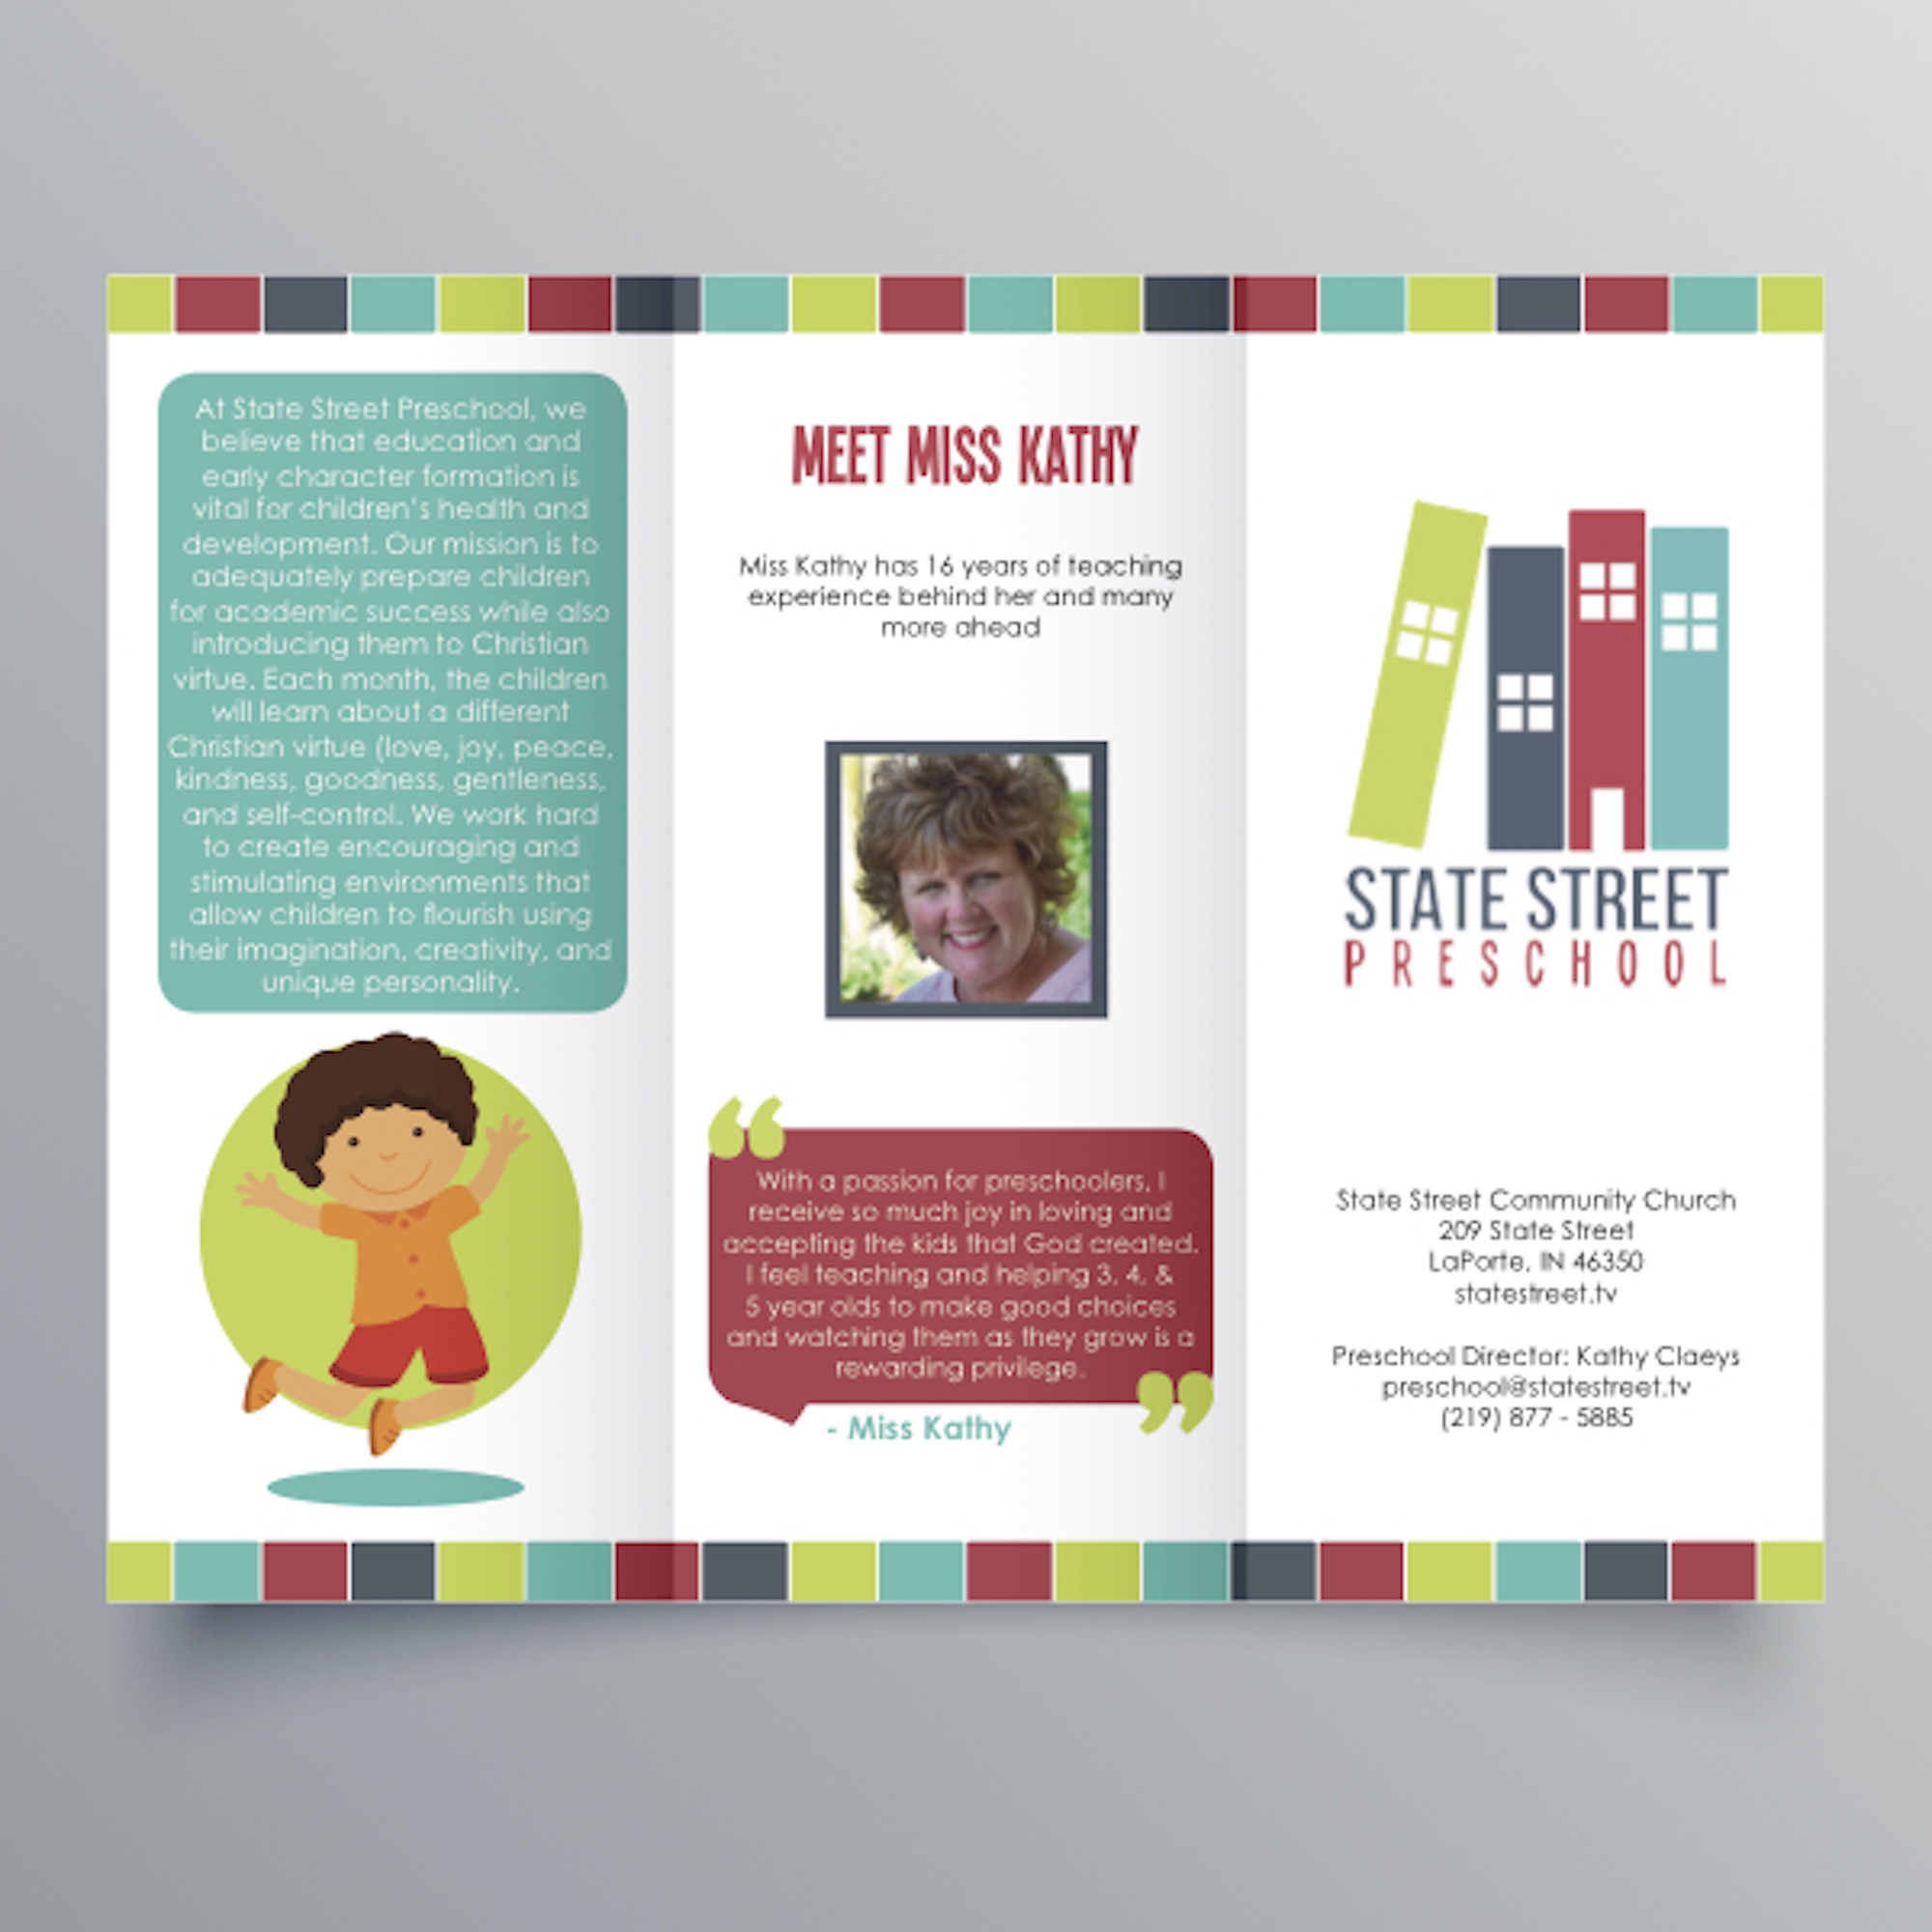 At State Street Preschool, we
believe that education and
early character formation is
vital for children's health and
development. Our mission is to
adequately prepare children
for academic success while also
introducing them to Christian
virtue. Each month, the children
will learn about a different
Christian virtue (love, joy, peace,
kindness, goodness, gentleness,
and self-control. We work hard
to create encouraging and
stimulating environments that
allow children to flourish using
their imagination, creativity, and
unique personality.
MEET MISS KATHY
Miss Kathy has 16 years of teaching
experience behind her and many
more ahead
“
With a passion for preschoolers, I
receive so much joy in loving and
accepting the kids that God created.
I feel teaching and helping 3, 4, &
5 year olds to make good choices
and watching them as they grow is a
rewarding privilege.
”
- Miss Kathy
STATE STREET
PRESCHOOL
State Street Community Church
209 State Street
LaPorte, IN 46350
statestreet.tv
Preschool Director: Kathy Claeys
preschool@statestreet.tv
(219) 877 - 5885